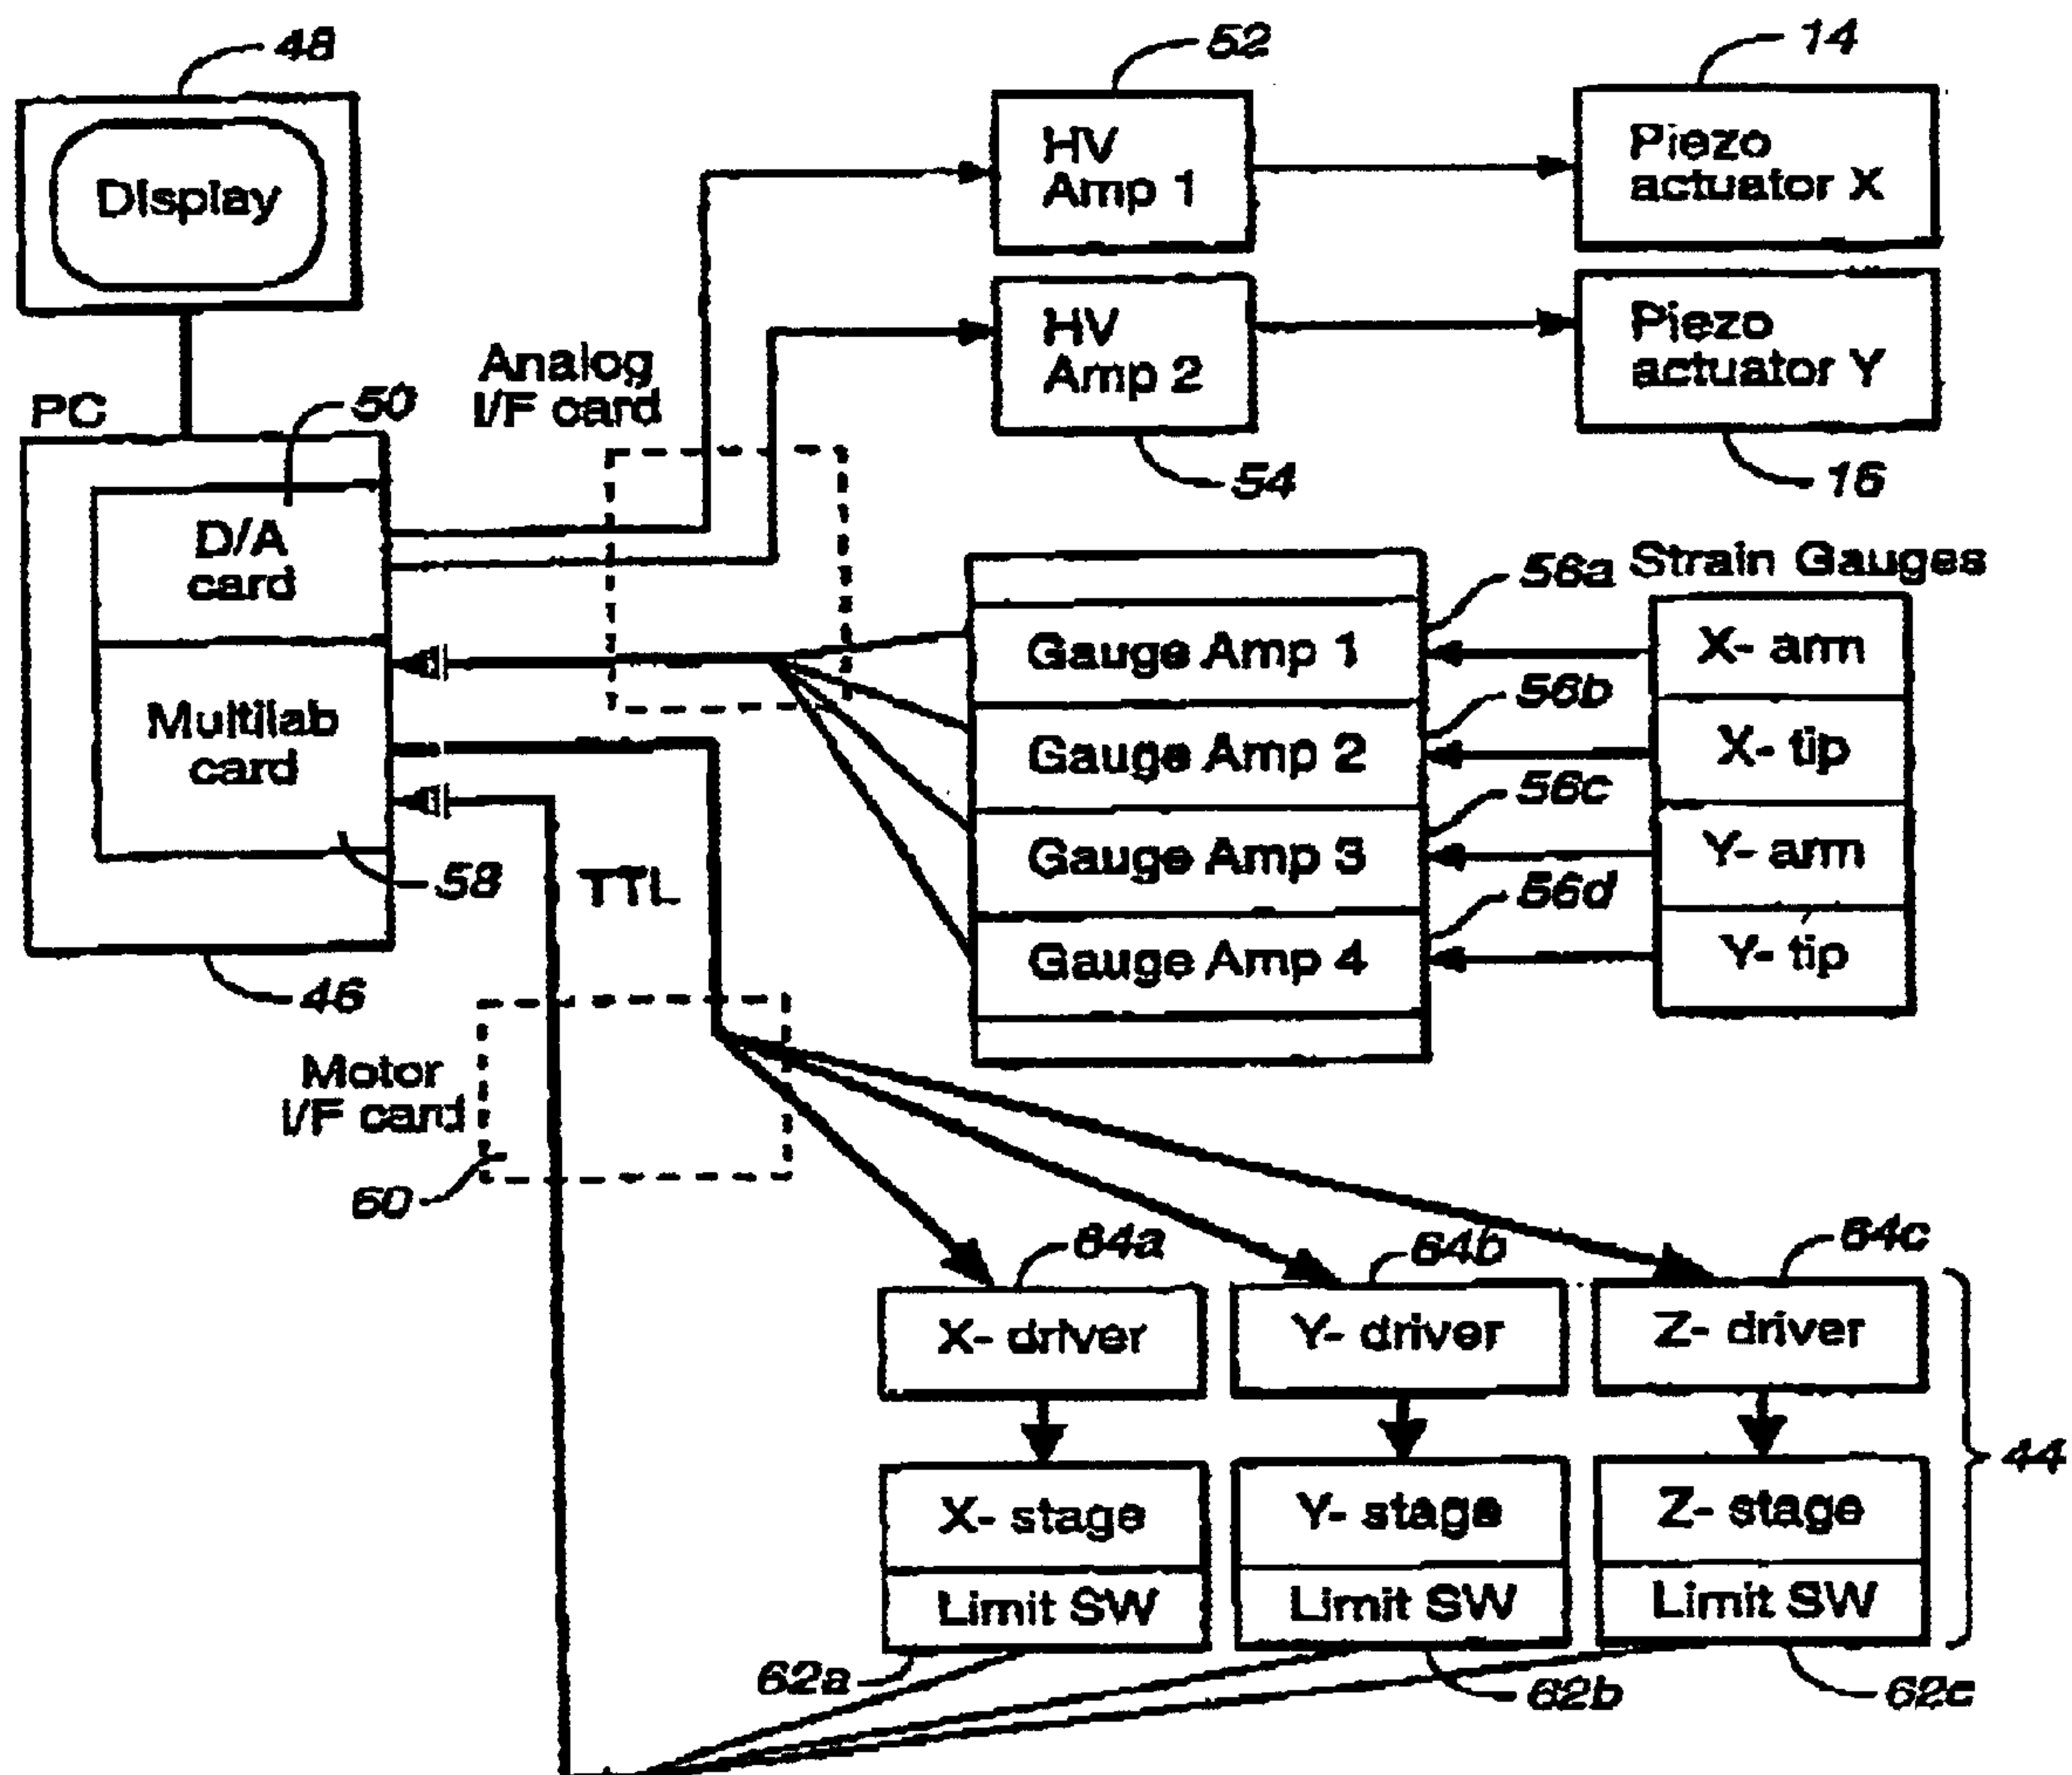 48
52
14
Display
HV
Amp 1
Piezo
actuator X
HV
Amp 2
Piezo
actuator Y
Analog
I/F card
PC
50
54
16
D/A
card
Multilab
card
58
46
TTL
Strain Gauges
56a
56b
56c
56d
Gauge Amp 1
Gauge Amp 2
Gauge Amp 3
Gauge Amp 4
X- arm
X- tip
Y- arm
Y- tip
Motor
I/F card
60
64a
64b
64c
X- driver
Y- driver
Z- driver
44
X- stage
Y- stage
Z- stage
Limit SW
Limit SW
Limit SW
62a
62b
62c